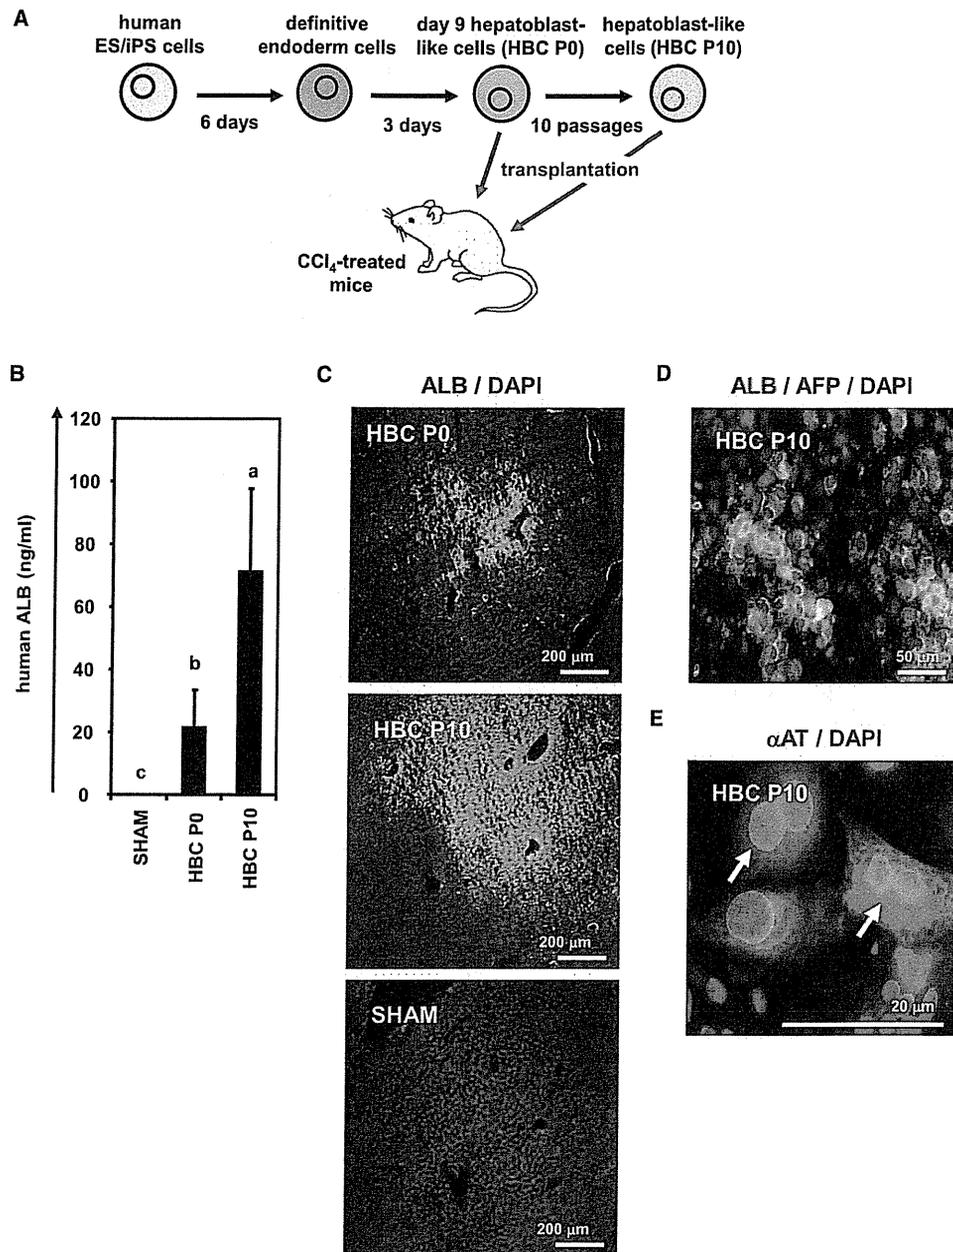 A
human
ES/iPS cells
definitive
endoderm cells
day 9 hepatoblast-
like cells (HBC P0)
hepatoblast-like
cells (HBC P10)
6 days
3 days
10 passages
transplantation
CCl4-treated
mice
B
human ALB (ng/ml)
120
100
80
60
40
20
0
c
b
a
SHAM
HBC P0
HBC P10
C
ALB / DAPI
HBC P0
200 μm
HBC P10
200 μm
SHAM
200 μm
D
ALB / AFP / DAPI
HBC P10
50 μm
E
αAT / DAPI
HBC P10
20 μm